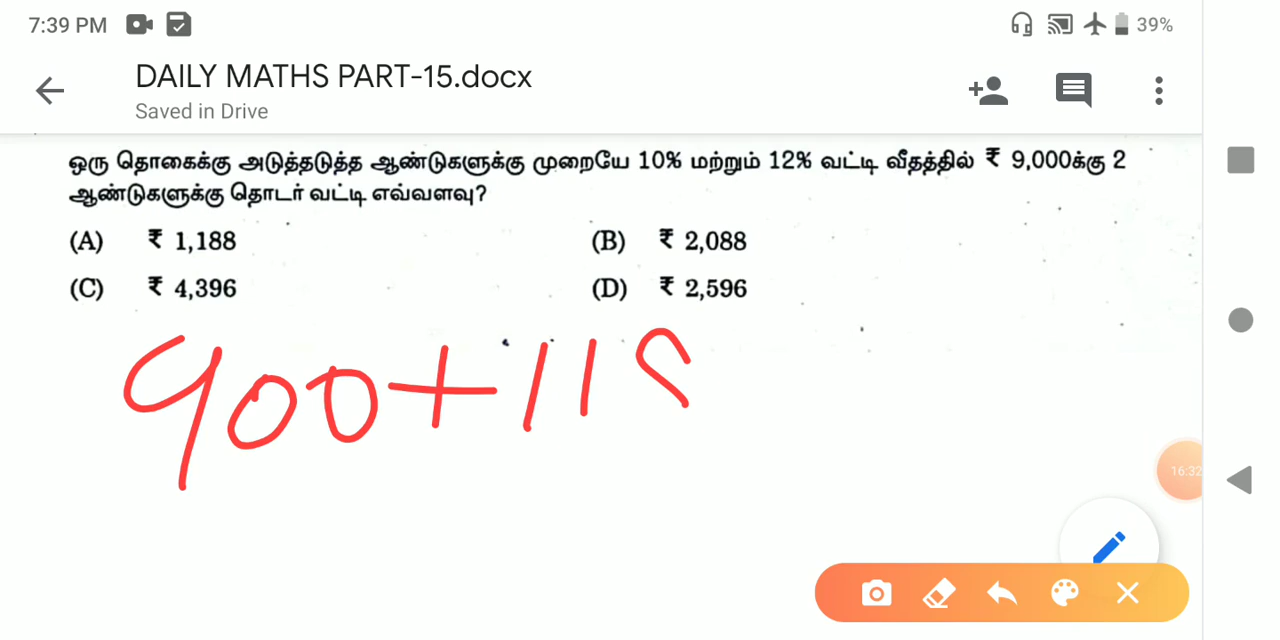 7:39 PM 39%
DAILY MATHS PART-15.docx
Saved in Drive
ஒரு தொகைக்கு அடுத்தடுத்த ஆண்டுகளுக்கு முறையே 10% மற்றும் 12% வட்டி வீதத்தில் ₹ 9,000க்கு 2
ஆண்டுகளுக்கு தொடர் வட்டி எவ்வளவு?
(A) ₹ 1,188 (B) ₹ 2,088
(C) ₹ 4,396 (D) ₹ 2,596
900+11
16:32